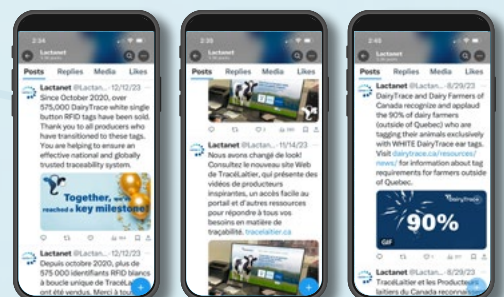 2:34
Lactanet
Posts Replies Media Likes
Lactanet @Lactan... · 12/12/23
Since October 2020, over
575,000 DairyTrace white single
button RFID tags have been sold.
Thank you to all producers who
have transitioned to these tags.
You are helping to ensure an
effective national and globally
trusted traceability system.
Together, we've
reached a key milestone!
Lactanet @Lactan... · 12/12/23
Depuis octobre 2020, plus de
575 000 identifiants RFID blancs
à boucle unique de TracéLai
ont été vendus. Merci à tou
2:39
Lactanet
Posts Replies Media Likes
Lactanet @Lactan... · 11/14/23
Nous avons changé de look!
Consultez le nouveau site Web
de TracéLaitier, qui présente des
vidéos de producteurs
inspirantes, un accès facile au
portail et d'autres ressources
pour répondre à tous vos
besoins en matière de
traçabilité. tracelaitier.ca
Lactanet
Posts Replies Media Likes
Lactanet @Lactan... · 8/29/23
DairyTrace and Dairy Farmers of
Canada recognize and applaud
the 90% of dairy farmers
(outside of Quebec) who are
tagging their animals exclusively
with WHITE DairyTrace ear tags.
Visit dairytrace.ca/resources/
news/ for information about tag
requirements for farmers outside
of Quebec.
DairyTrace
90%
GIF
Lactanet @Lactan... · 8/29/23
TracéLaitier et les Producteurs
laitiers du Canada reconnaisse